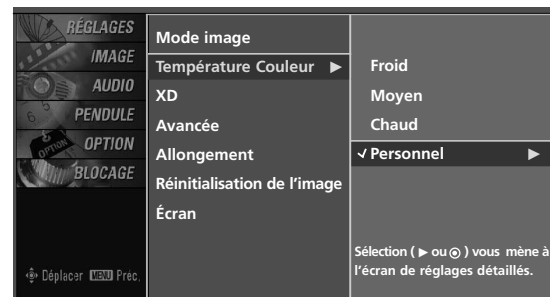 RÉGLAGES
IMAGE
AUDIO
PENDULE
OPTION
BLOCAGE
Déplacer MENU Préc.
Mode image
Température Couleur ▶
XD
Avancée
Allongement
Réinitialisation de l'image
Écran
Froid
Moyen
Chaud
✓ Personnel ▶
Sélection ( ▶ ou ◉ ) vous mène à
l'écran de réglages détaillés.